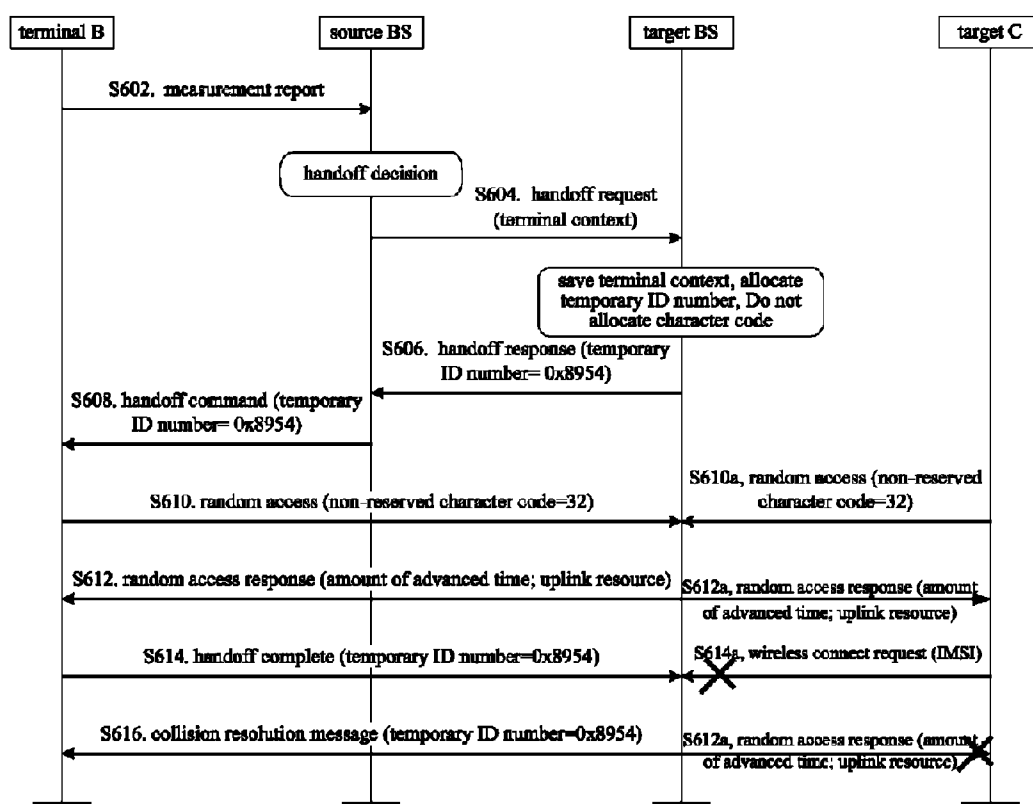 terminal B
source BS
target BS
target C
S602. measurement report
handoff decision
S604. handoff request
(terminal context)
save terminal context, allocate
temporary ID number, Do not
allocate character code
S606. handoff response (temporary
ID number= 0x8954)
S608. handoff command (temporary
ID number= 0x8954)
S610a, random access (non-reserved
character code=32)
S610. random access (non-reserved character code=32)
S612. random access response (amount of advanced time; uplink resource)
S612a, random access response (amount
of advanced time; uplink resource)
S614. handoff complete (temporary ID number=0x8954)
S614a, wireless connect request (IMSI)
S616. collision resolution message (temporary ID number=0x8954)
S612a, random access response (amount
of advanced time; uplink resource)